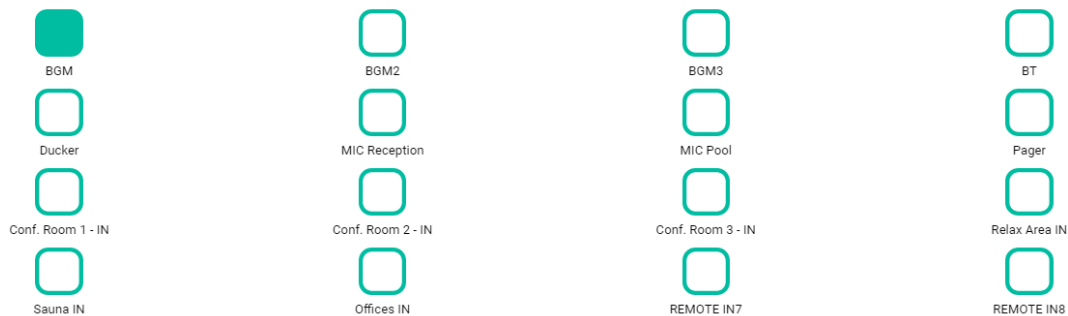 BGM
BGM2
BGM3
BT
Ducker
MIC Reception
MIC Pool
Pager
Conf. Room 1 - IN
Conf. Room 2 - IN
Conf. Room 3 - IN
Relax Area IN
Sauna IN
Offices IN
REMOTE IN7
REMOTE IN8